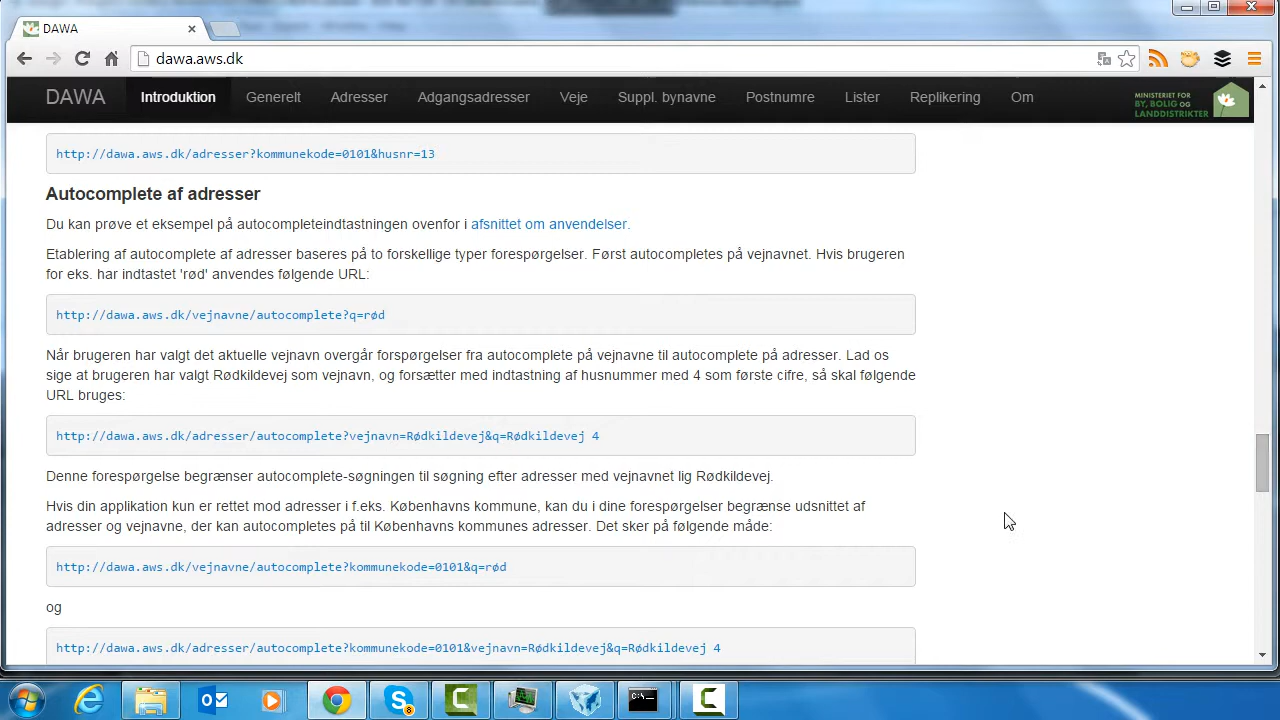 DAWA
dawa.aws.dk
DAWA Introduktion Generelt Adresser Adgangsadresser Veje Suppl. bynavne Postnumre Lister Replikering Om
MINISTERIET FOR
BY, BOLIG OG
LANDDISTRIKTER
http://dawa.aws.dk/adresser?kommunekode=0101&husnr=13
Autocomplete af adresser
Du kan prøve et eksempel på autocompleteindtastningen ovenfor i afsnittet om anvendelser.
Etablering af autocomplete af adresser baseres på to forskellige typer forespørgelser. Først autocompletes på vejnavnet. Hvis brugeren
for eks. har indtastet 'rød' anvendes følgende URL:
http://dawa.aws.dk/vejnavne/autocomplete?q=rød
Når brugeren har valgt det aktuelle vejnavn overgår forspørgelser fra autocomplete på vejnavne til autocomplete på adresser. Lad os
sige at brugeren har valgt Rødkildevej som vejnavn, og forsætter med indtastning af husnummer med 4 som første cifre, så skal følgende
URL bruges:
http://dawa.aws.dk/adresser/autocomplete?vejnavn=Rødkildevej&q=Rødkildevej 4
Denne forespørgelse begrænser autocomplete-søgningen til søgning efter adresser med vejnavnet lig Rødkildevej.
Hvis din applikation kun er rettet mod adresser i f.eks. Københavns kommune, kan du i dine forespørgelser begrænse udsnittet af
adresser og vejnavne, der kan autocompletes på til Københavns kommunes adresser. Det sker på følgende måde:
http://dawa.aws.dk/vejnavne/autocomplete?kommunekode=0101&q=rød
og
http://dawa.aws.dk/adresser/autocomplete?kommunekode=0101&vejnavn=Rødkildevej&q=Rødkildevej 4